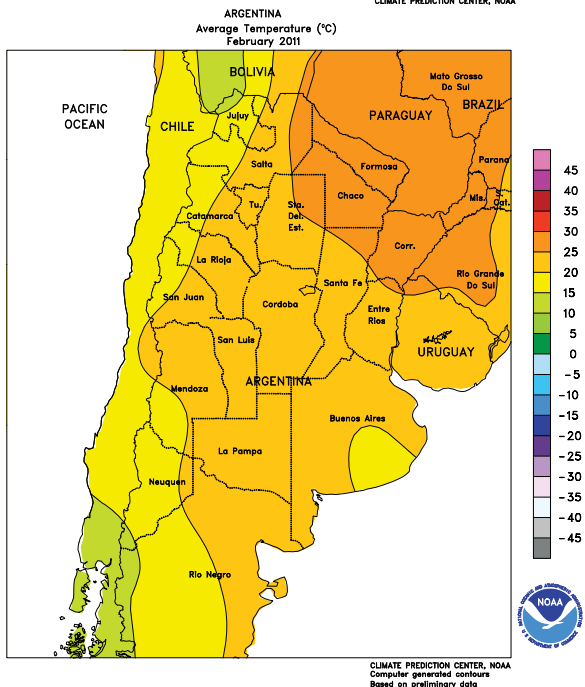 CLIMATE PREDICTION CENTER, NOAA
ARGENTINA
Average Temperature (°C)
February 2011
BOLIVIA
Mato Grosso
Do Sul
PACIFIC
OCEAN
CHILE
Jujuy
PARAGUAY
BRAZIL
Salta
Formosa
Parana
Chaco
Mis.
Cat.
Tu.
Sta.
Del.
Est.
Catamarca
Corr.
La Rioja
Rio Grande
Do Sul
San Juan
Cordoba
Santa Fe
Entre
Rios
San Luis
URUGUAY
Mendoza
ARGENTINA
Buenos Aires
La Pampa
Neuquen
Rio Negro
45
40
35
30
25
20
15
10
5
0
-5
-10
-15
-20
-25
-30
-35
-40
-45
NOAA
CLIMATE PREDICTION CENTER, NOAA
Computer generated contours
Based on preliminary data